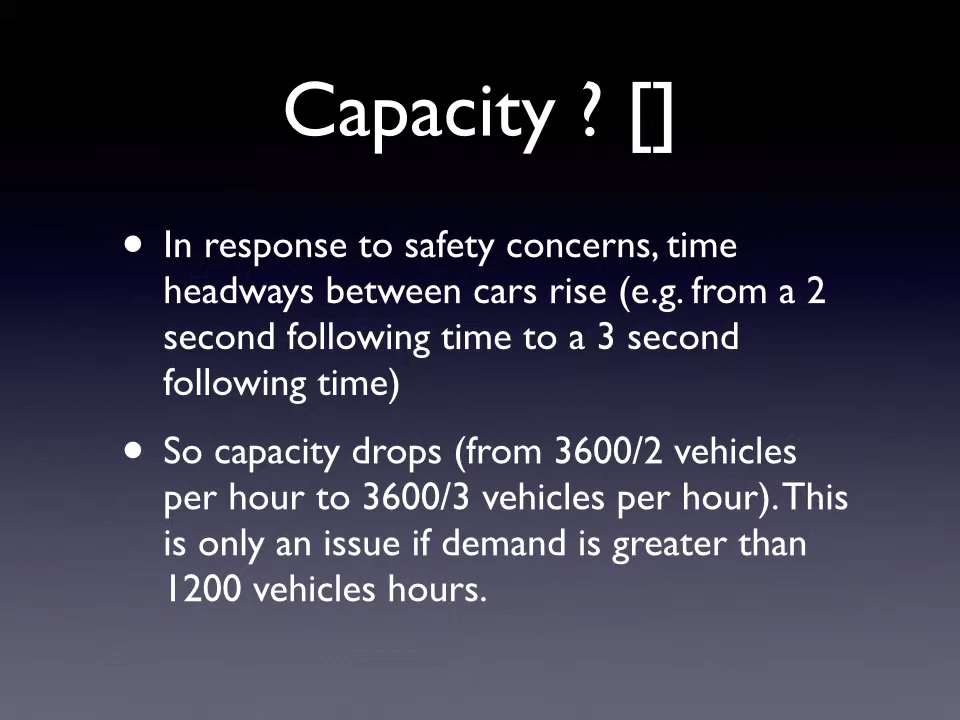 Capacity ? []
• In response to safety concerns, time
headways between cars rise (e.g. from a 2
second following time to a 3 second
following time)
• So capacity drops (from 3600/2 vehicles
per hour to 3600/3 vehicles per hour). This
is only an issue if demand is greater than
1200 vehicles hours.